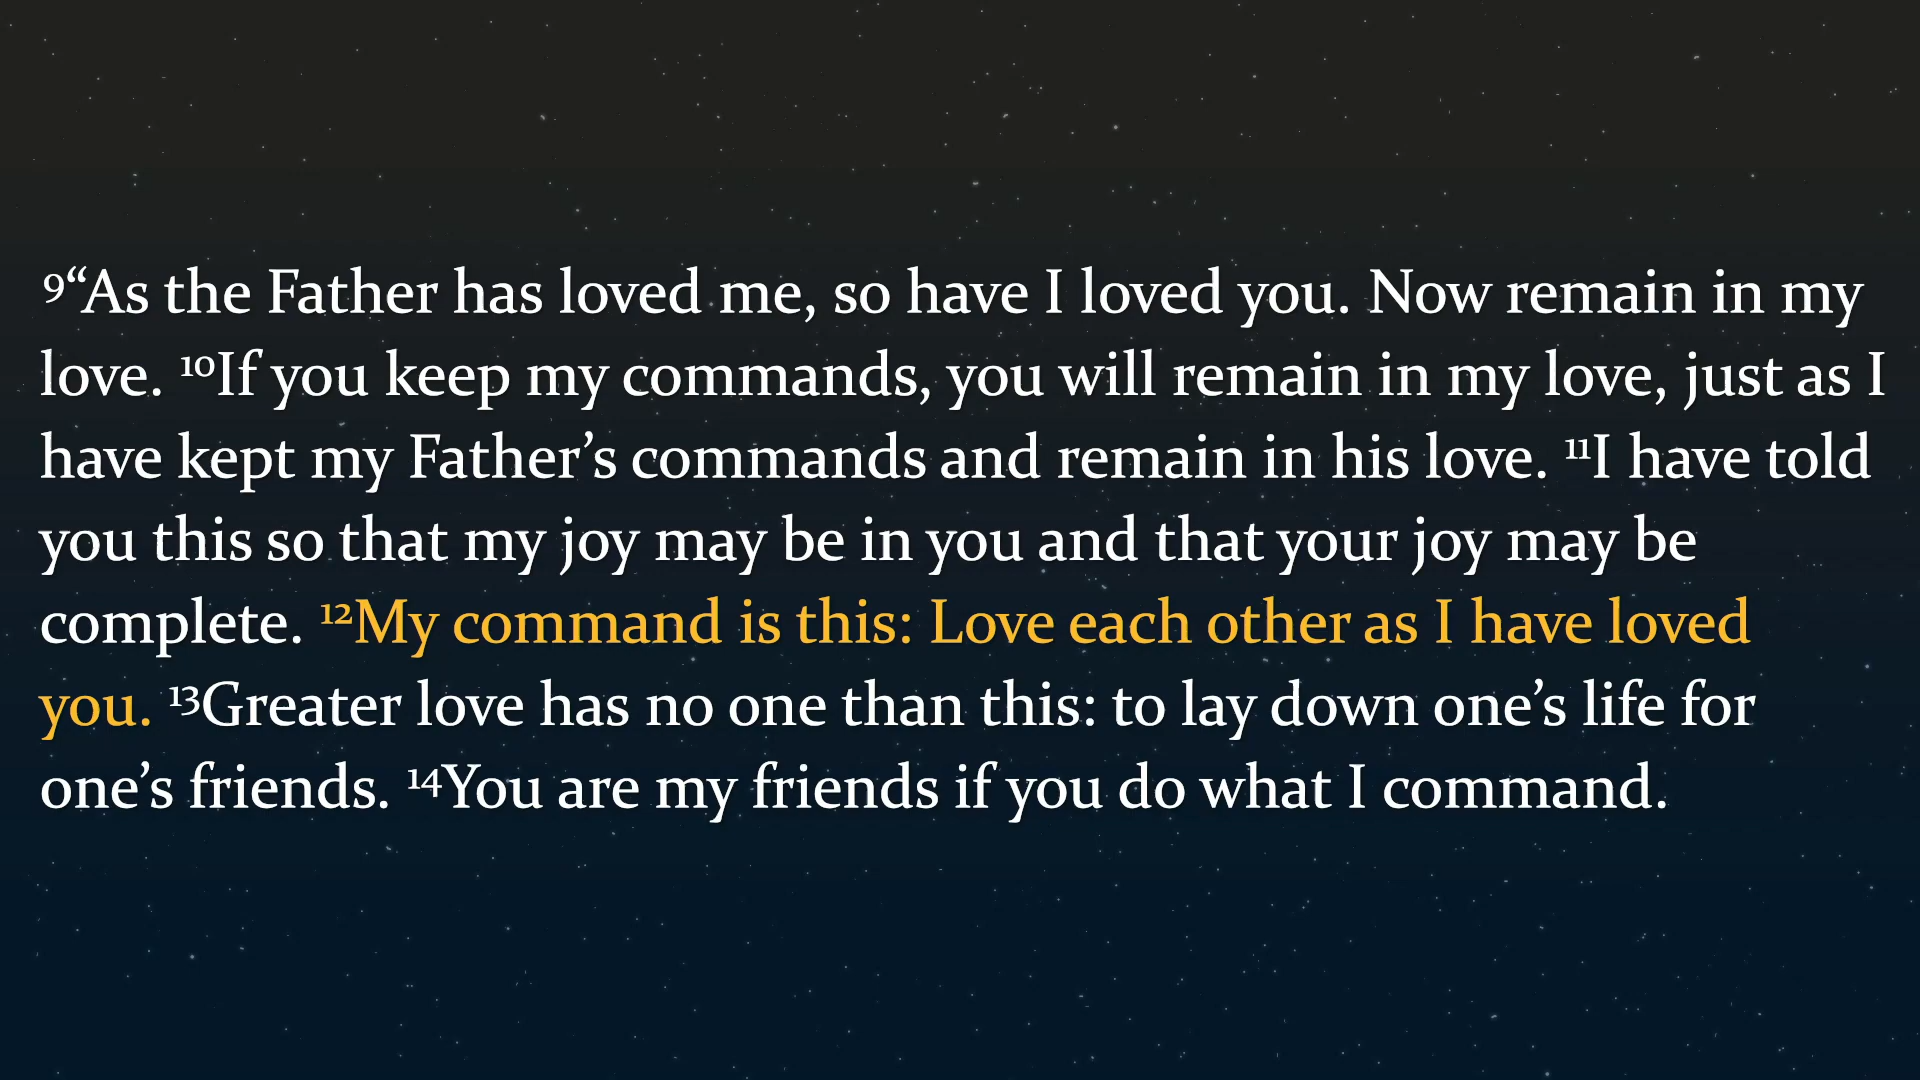 ⁹“As the Father has loved me, so have I loved you. Now remain in my
love. ¹⁰If you keep my commands, you will remain in my love, just as I
have kept my Father’s commands and remain in his love. ¹¹I have told
you this so that my joy may be in you and that your joy may be
complete. ¹²My command is this: Love each other as I have loved
you. ¹³Greater love has no one than this: to lay down one’s life for
one’s friends. ¹⁴You are my friends if you do what I command.